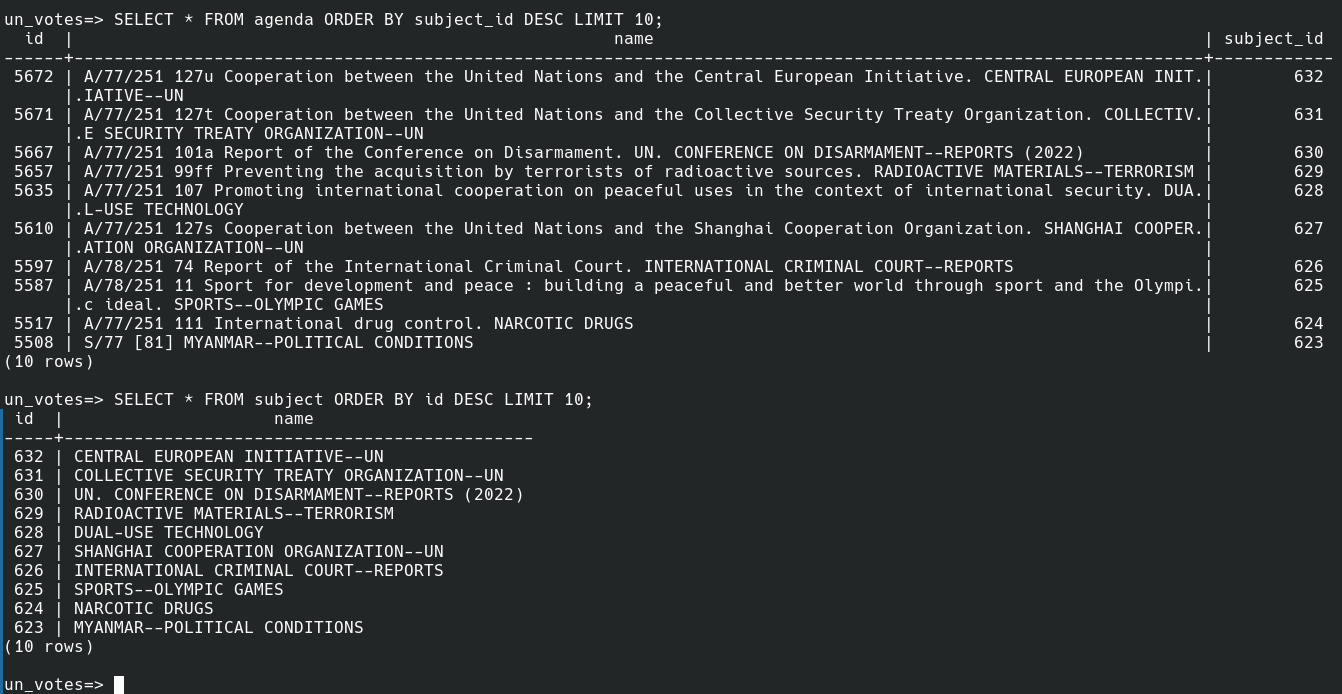 un_votes=> SELECT * FROM agenda ORDER BY subject_id DESC LIMIT 10;
  id  |                                                      name                                                       | subject_id
------+-----------------------------------------------------------------------------------------------------------------+------------
 5672 | A/77/251 127u Cooperation between the United Nations and the Central European Initiative. CENTRAL EUROPEAN INIT.|        632
      |.IATIVE--UN                                                                                                      |
 5671 | A/77/251 127t Cooperation between the United Nations and the Collective Security Treaty Organization. COLLECTIV.|        631
      |.E SECURITY TREATY ORGANIZATION--UN                                                                              |
 5667 | A/77/251 101a Report of the Conference on Disarmament. UN. CONFERENCE ON DISARMAMENT--REPORTS (2022)            |        630
 5657 | A/77/251 99ff Preventing the acquisition by terrorists of radioactive sources. RADIOACTIVE MATERIALS--TERRORISM |        629
 5635 | A/77/251 107 Promoting international cooperation on peaceful uses in the context of international security. DUA.|        628
      |.L-USE TECHNOLOGY                                                                                                |
 5610 | A/77/251 127s Cooperation between the United Nations and the Shanghai Cooperation Organization. SHANGHAI COOPER.|        627
      |.ATION ORGANIZATION--UN                                                                                          |
 5597 | A/78/251 74 Report of the International Criminal Court. INTERNATIONAL CRIMINAL COURT--REPORTS                   |        626
 5587 | A/78/251 11 Sport for development and peace : building a peaceful and better world through sport and the Olympi.|        625
      |.c ideal. SPORTS--OLYMPIC GAMES                                                                                  |
 5517 | A/77/251 111 International drug control. NARCOTIC DRUGS                                                         |        624
 5508 | S/77 [81] MYANMAR--POLITICAL CONDITIONS                                                                         |        623
(10 rows)

un_votes=> SELECT * FROM subject ORDER BY id DESC LIMIT 10;
 id  |                     name
-----+-----------------------------------------------
 632 | CENTRAL EUROPEAN INITIATIVE--UN
 631 | COLLECTIVE SECURITY TREATY ORGANIZATION--UN
 630 | UN. CONFERENCE ON DISARMAMENT--REPORTS (2022)
 629 | RADIOACTIVE MATERIALS--TERRORISM
 628 | DUAL-USE TECHNOLOGY
 627 | SHANGHAI COOPERATION ORGANIZATION--UN
 626 | INTERNATIONAL CRIMINAL COURT--REPORTS
 625 | SPORTS--OLYMPIC GAMES
 624 | NARCOTIC DRUGS
 623 | MYANMAR--POLITICAL CONDITIONS
(10 rows)

un_votes=>